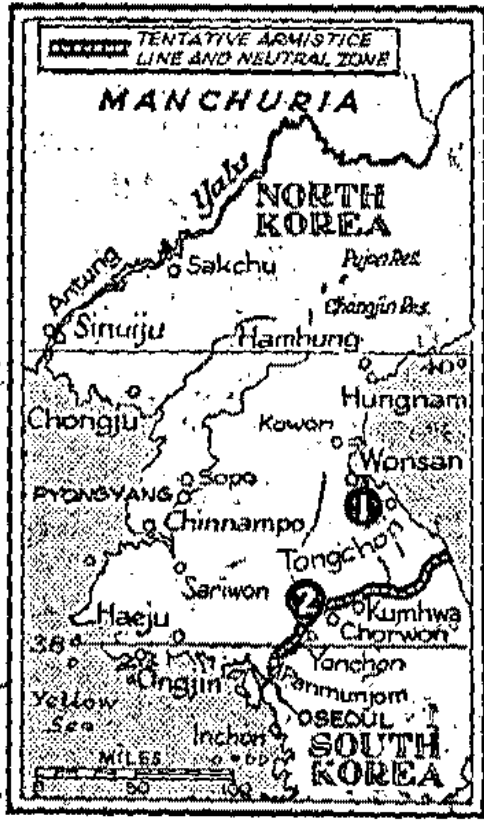 TENTATIVE ARMISTICE
LINE AND NEUTRAL ZONE
MANCHURIA
Yalu
NORTH
KOREA
Antung
Sakchu
Pujon Res.
Changjin Res.
Sinuiju
Hamhung
40°
Hungnam
Chongju
Kowon
Wonsan
Sopo
PYONGYANG
1
Chinnampo
Tongchon
Sariwon
2
Kumhwa
Chorwon
Haeju
38°
Yonchon
Ongjin
Panmunjom
Yellow
Sea
SEOUL
Inchon
SOUTH
KOREA
MILES
0 50 100